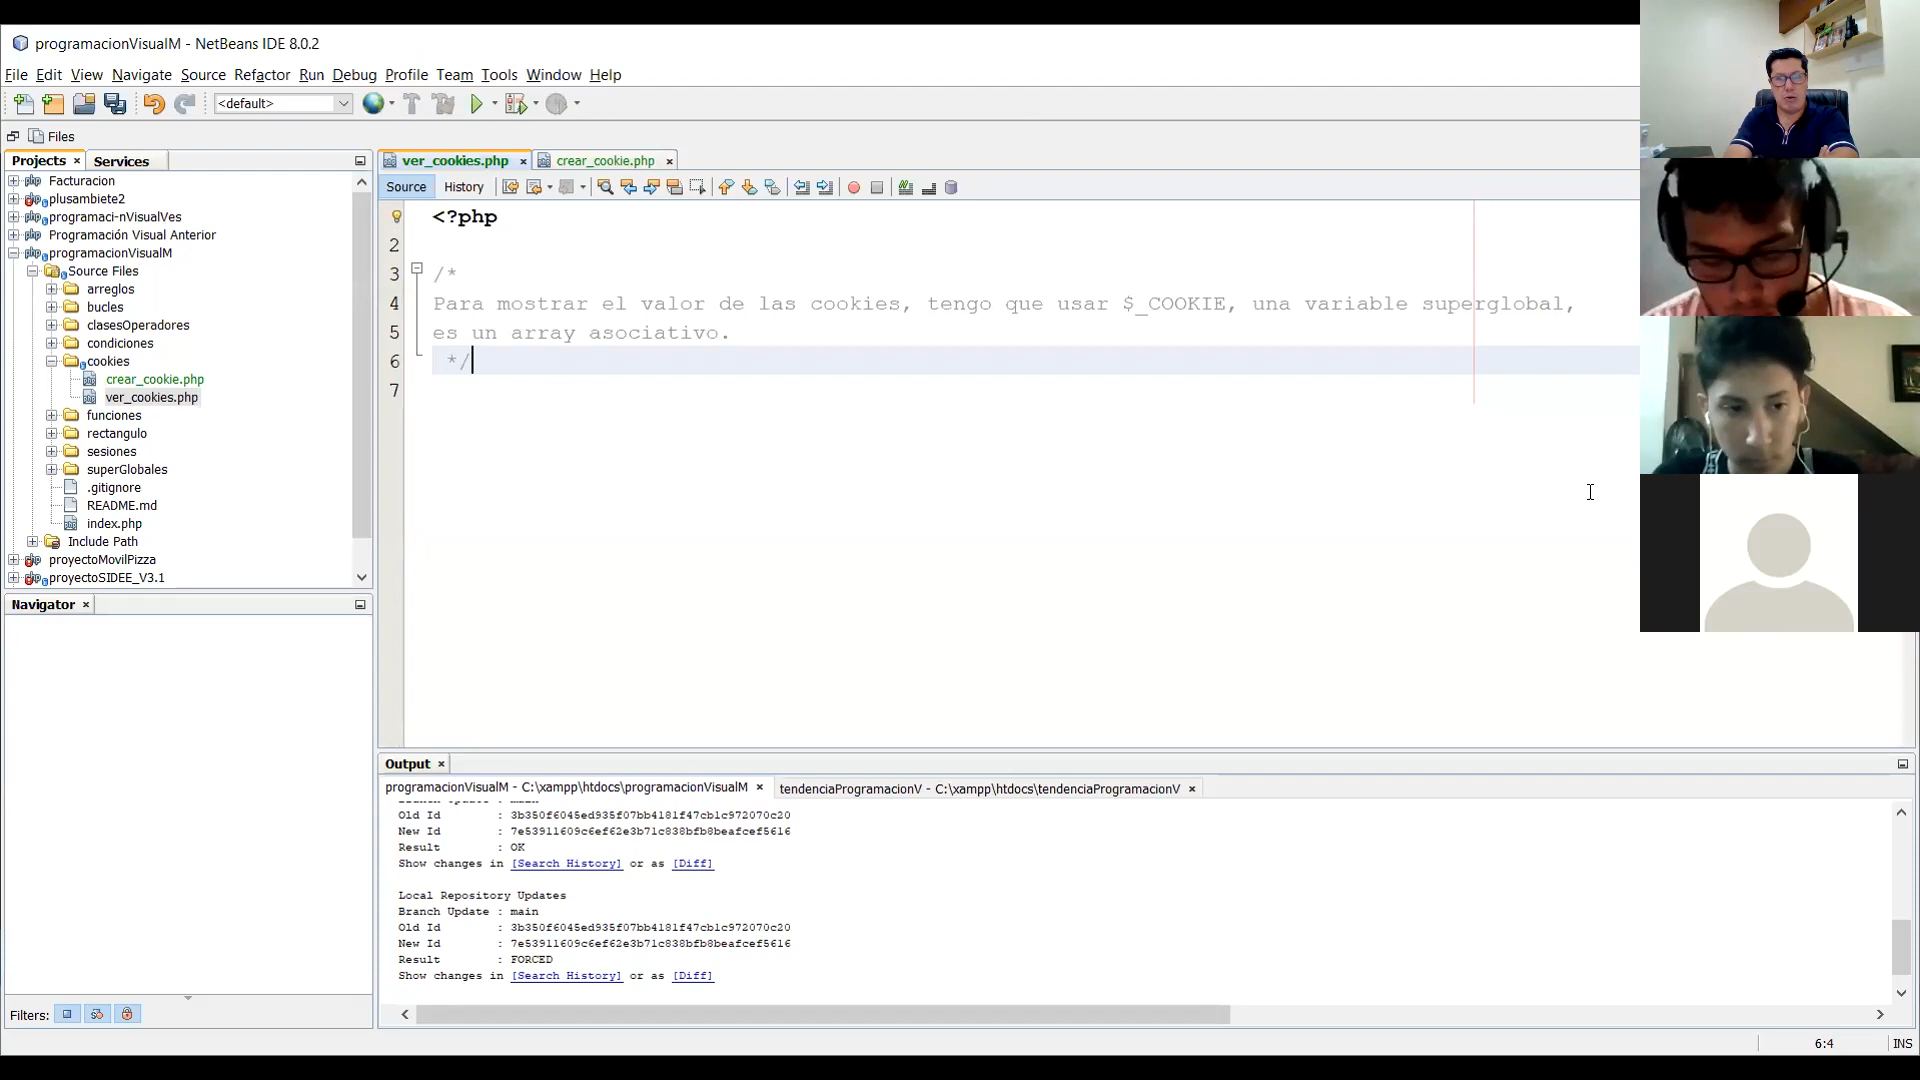 programacionVisualM - NetBeans IDE 8.0.2
File Edit View Navigate Source Refactor Run Debug Profile Team Tools Window Help
<default>
Files
Projects × Services
ver_cookies.php × crear_cookie.php ×
Source History
Facturacion
plusambiete2
programaci-nVisualVes
Programación Visual Anterior
programacionVisualM
Source Files
arreglos
bucles
clasesOperadores
condiciones
cookies
crear_cookie.php
ver_cookies.php
funciones
rectangulo
sesiones
superGlobales
.gitignore
README.md
index.php
Include Path
proyectoMovilPizza
proyectoSIDEE_V3.1
<?php
2
3 /*
4 Para mostrar el valor de las cookies, tengo que usar $_COOKIE, una variable superglobal,
5 es un array asociativo.
6 */
7
Navigator ×
Filters:
Output ×
programacionVisualM - C:\xampp\htdocs\programacionVisualM × tendenciaProgramacionV - C:\xampp\htdocs\tendenciaProgramacionV ×
Branch Update : main
Old Id : 3b350f6045ed935f07bb4181f47cb1c972070c20
New Id : 7e53911609c6ef62e3b71c838bfb8beafcef5616
Result : OK
Show changes in [Search History] or as [Diff]
Local Repository Updates
Branch Update : main
Old Id : 3b350f6045ed935f07bb4181f47cb1c972070c20
New Id : 7e53911609c6ef62e3b71c838bfb8beafcef5616
Result : FORCED
Show changes in [Search History] or as [Diff]
6:4 INS